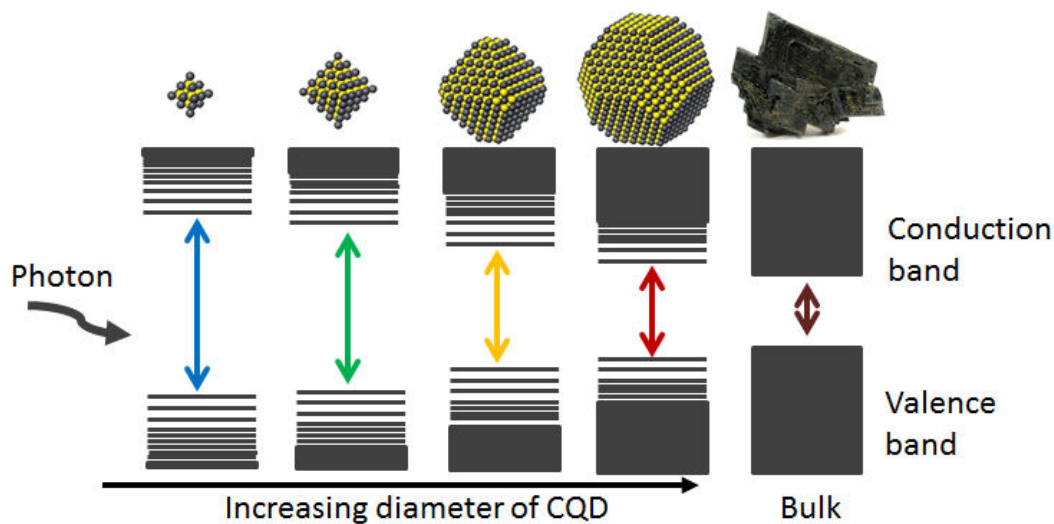 Conduction
band
Photon
Valence
band
Increasing diameter of CQD
Bulk